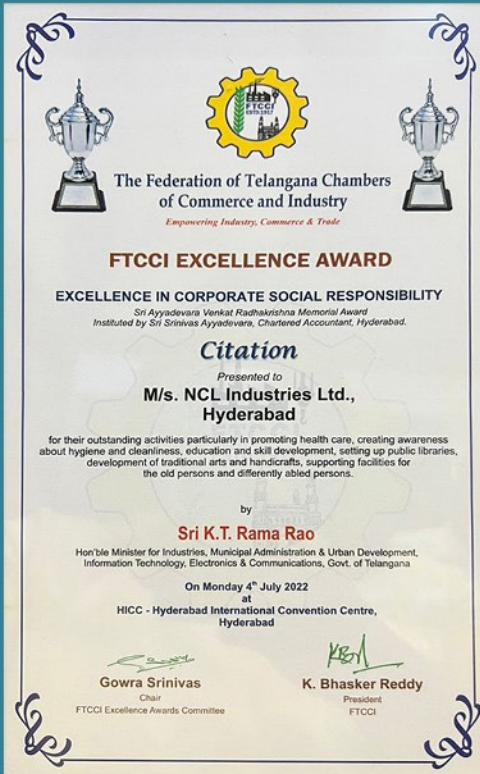 FTCCI
ESTD.1917
The Federation of Telangana Chambers
of Commerce and Industry
Empowering Industry, Commerce & Trade
FTCCI EXCELLENCE AWARD
EXCELLENCE IN CORPORATE SOCIAL RESPONSIBILITY
Sri Ayyadevara Venkat Radhakrishna Memorial Award
Instituted by Sri Srinivas Ayyadevara, Chartered Accountant, Hyderabad.
Citation
Presented to
M/s. NCL Industries Ltd.,
Hyderabad
for their outstanding activities particularly in promoting health care, creating awareness
about hygiene and cleanliness, education and skill development, setting up public libraries,
development of traditional arts and handicrafts, supporting facilities for
the old persons and differently abled persons.
by
Sri K.T. Rama Rao
Hon'ble Minister for Industries, Municipal Administration & Urban Development,
Information Technology, Electronics & Communications, Govt. of Telangana
On Monday 4th July 2022
at
HICC - Hyderabad International Convention Centre,
Hyderabad
Gowra Srinivas
Chair
FTCCI Excellence Awards Committee
K. Bhasker Reddy
President
FTCCI